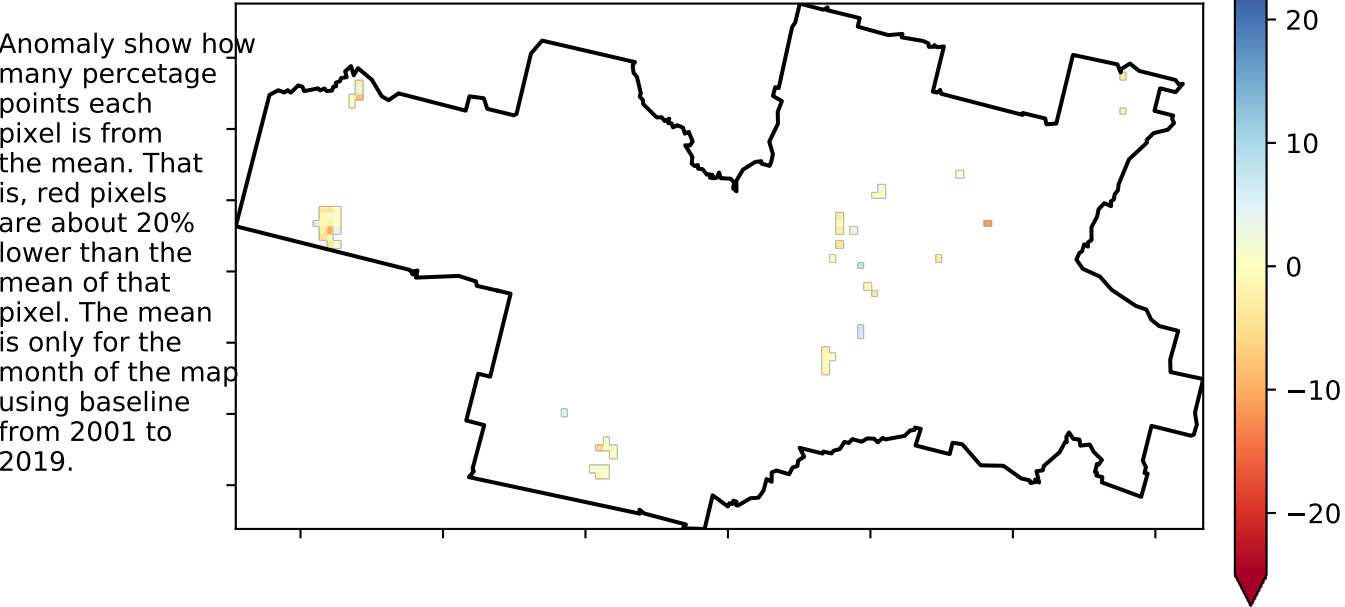 Anomaly show how
many percetage
points each
pixel is from
the mean. That
is, red pixels
are about 20%
lower than the
mean of that
pixel. The mean
is only for the
month of the map
using baseline
from 2001 to
2019.
20
10
0
−10
−20